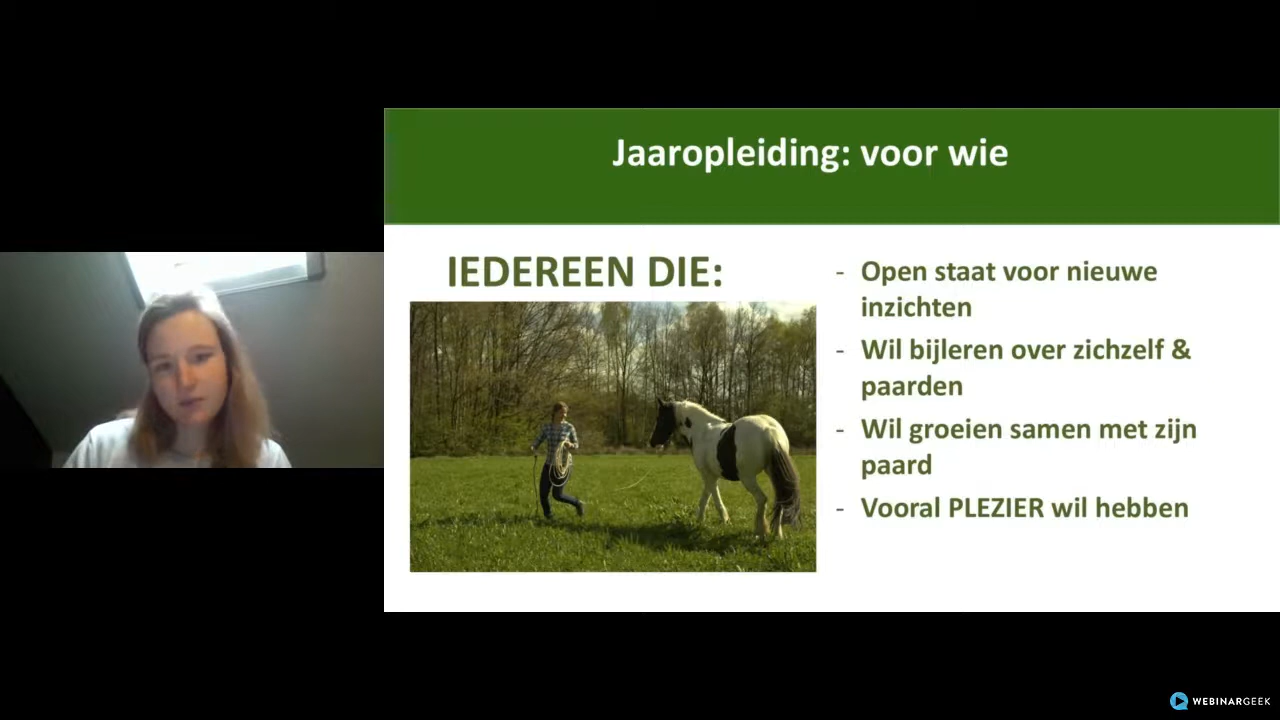 Jaaropleiding: voor wie
IEDEREEN DIE:
- Open staat voor nieuwe
inzichten
- Wil bijleren over zichzelf &
paarden
- Wil groeien samen met zijn
paard
- Vooral PLEZIER wil hebben
WEBINARGEEK